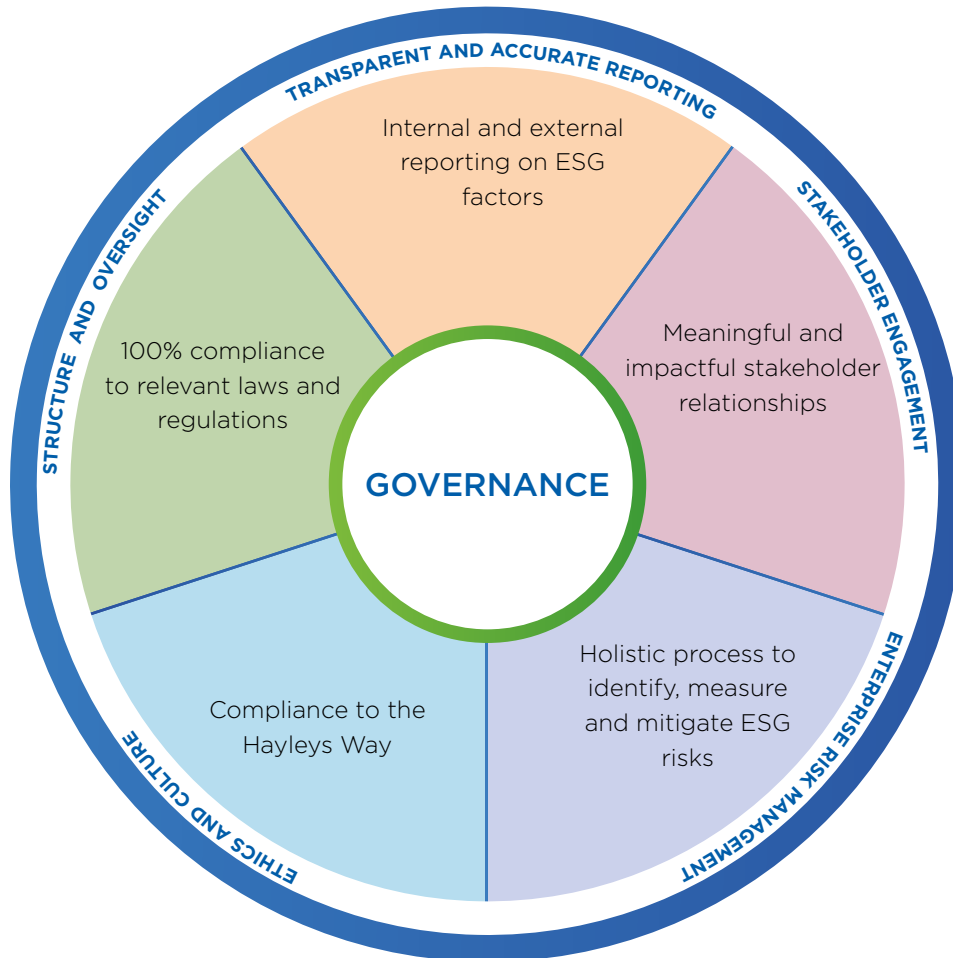 TRANSPARENT AND ACCURATE REPORTING
Internal and external
reporting on ESG
factors
STAKEHOLDER ENGAGEMENT
Meaningful and
impactful stakeholder
relationships
ENTERPRISE RISK MANAGEMENT
Holistic process to
identify, measure
and mitigate ESG
risks
ETHICS AND CULTURE
Compliance to the
Hayleys Way
STRUCTURE AND OVERSIGHT
100% compliance
to relevant laws and
regulations
GOVERNANCE